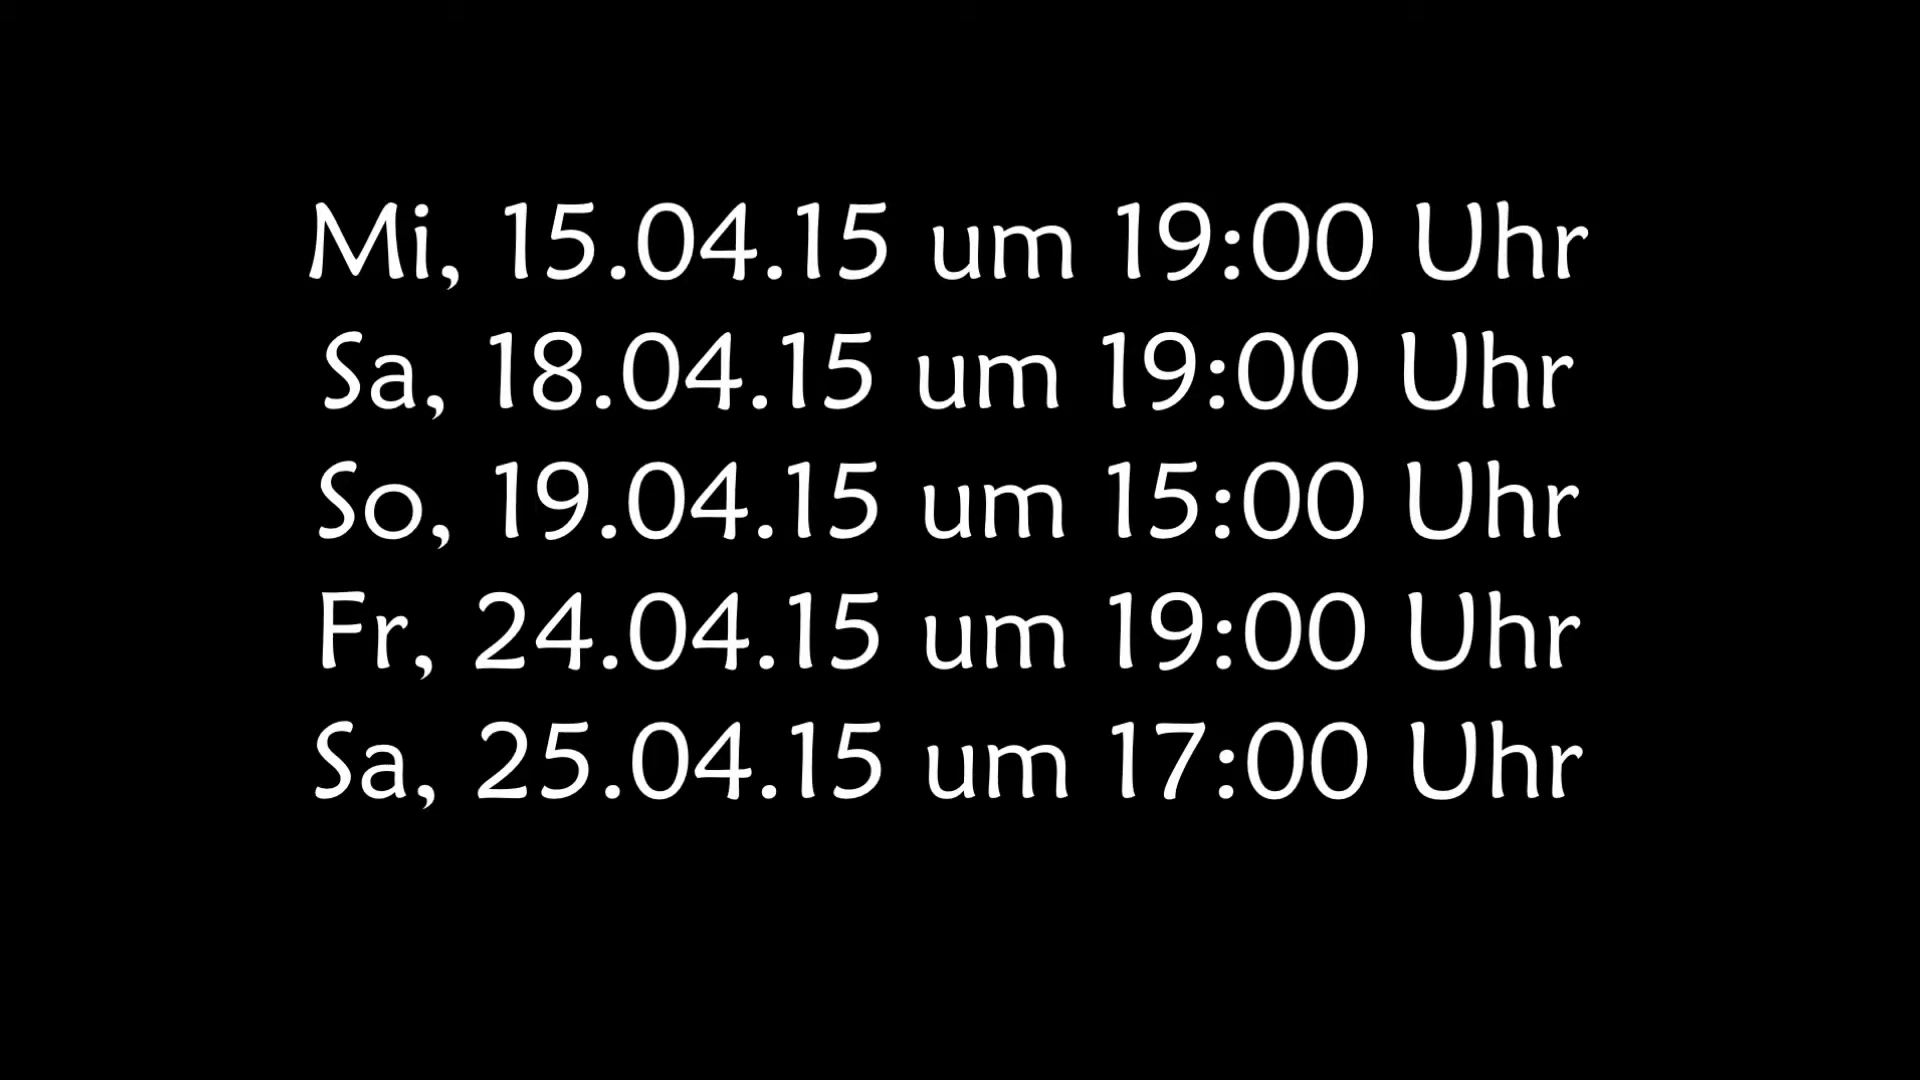 Mi, 15.04.15 um 19:00 Uhr
Sa, 18.04.15 um 19:00 Uhr
So, 19.04.15 um 15:00 Uhr
Fr, 24.04.15 um 19:00 Uhr
Sa, 25.04.15 um 17:00 Uhr